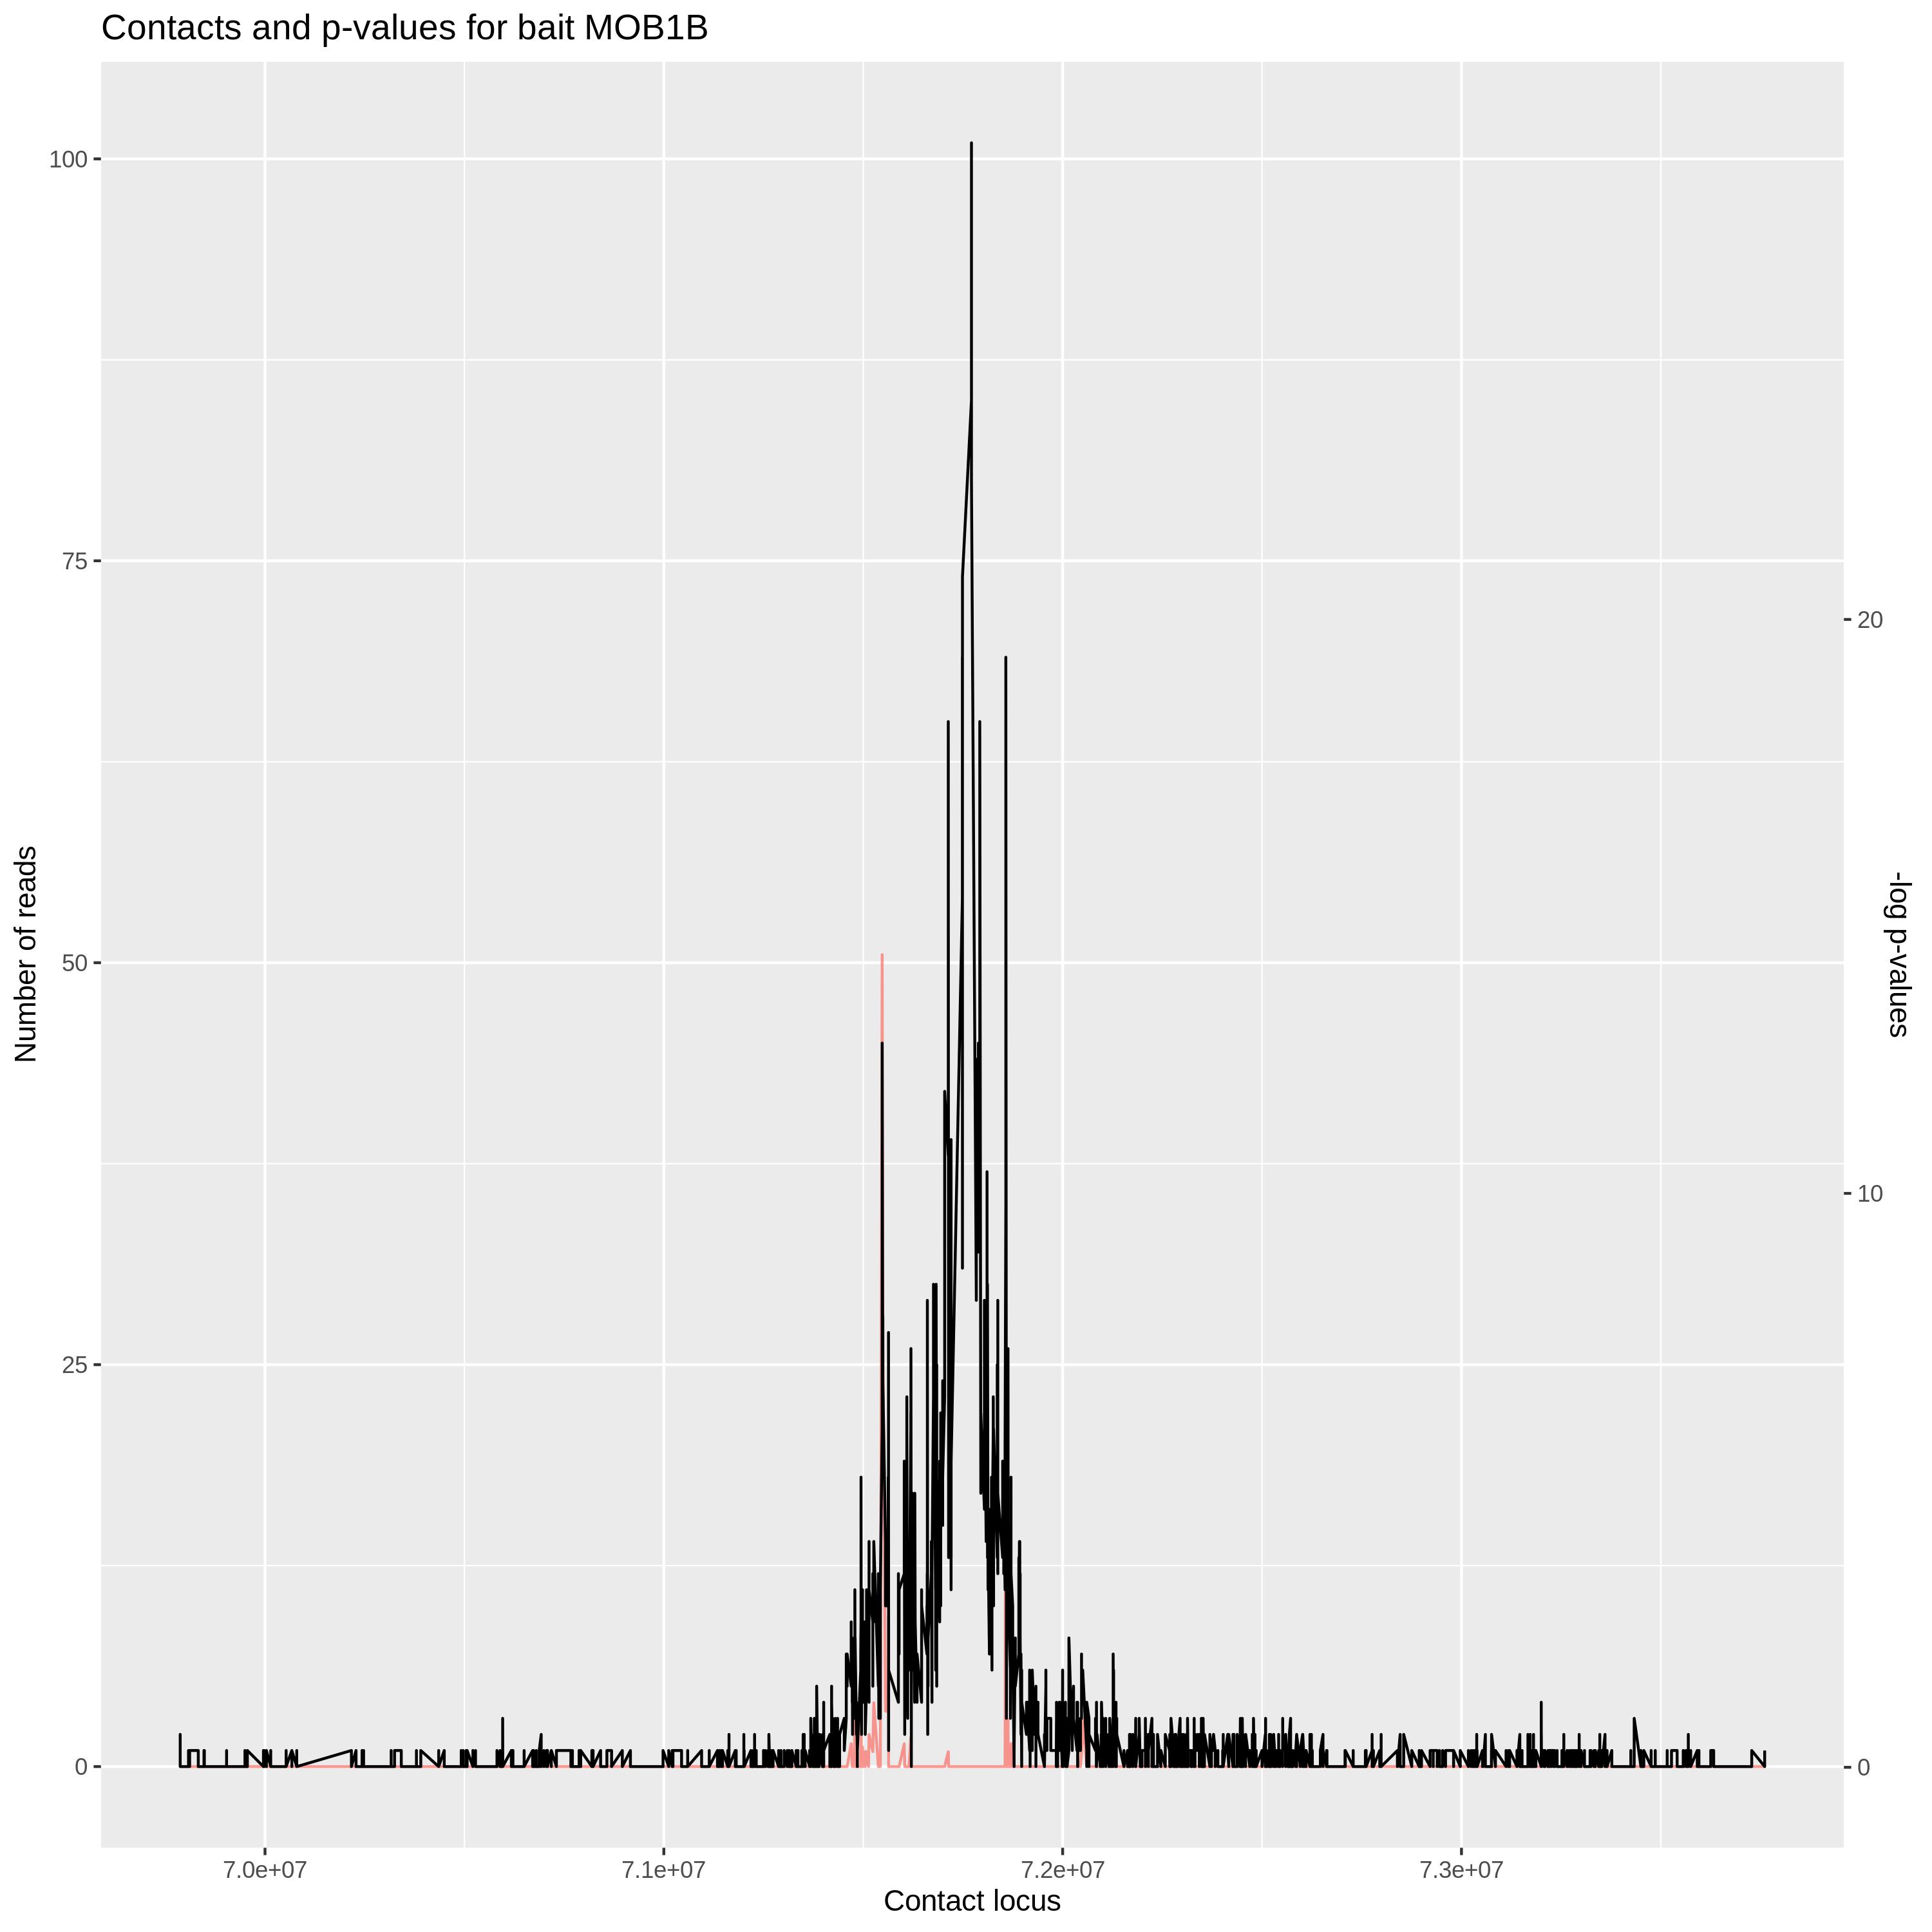 Contacts and p-values for bait MOB1B
100
75
50
25
0
Number of reads
20
10
0
-log p-values
7.0e+07
7.1e+07
7.2e+07
7.3e+07
Contact locus